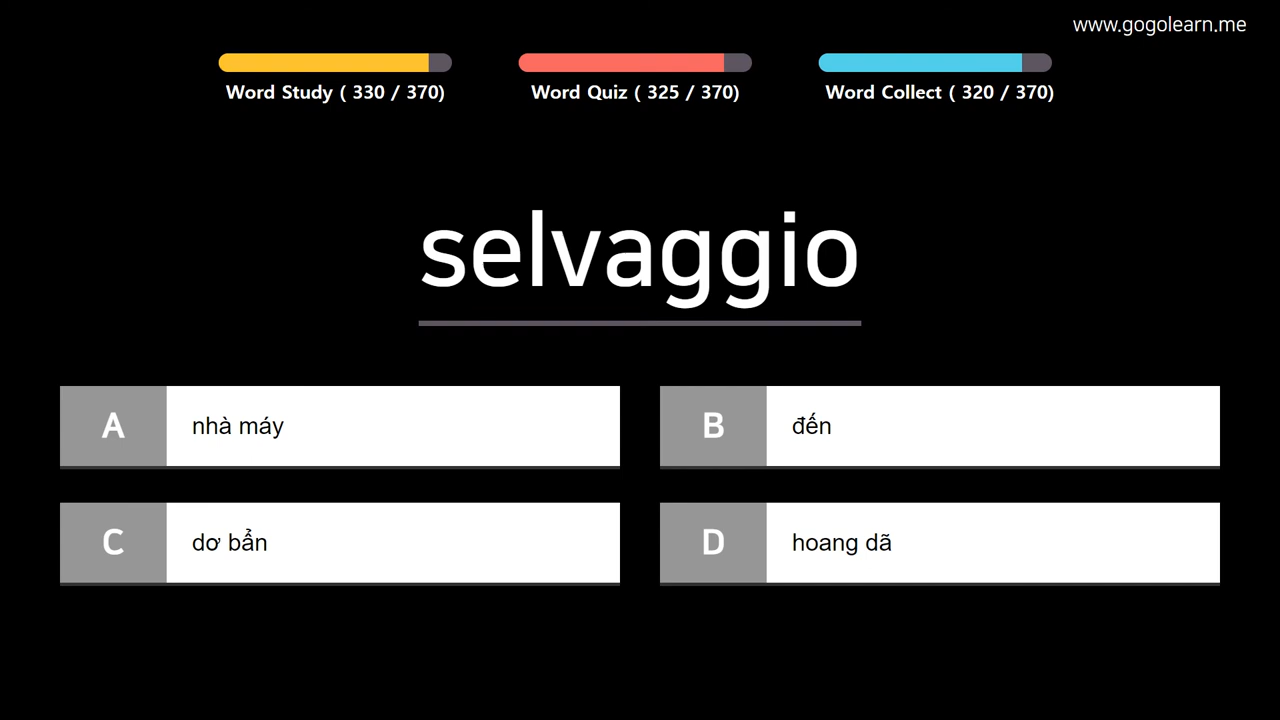 www.gogolearn.me
Word Study ( 330 / 370)
Word Quiz ( 325 / 370)
Word Collect ( 320 / 370)
selvaggio
A nhà máy
B đến
C dơ bẩn
D hoang dã